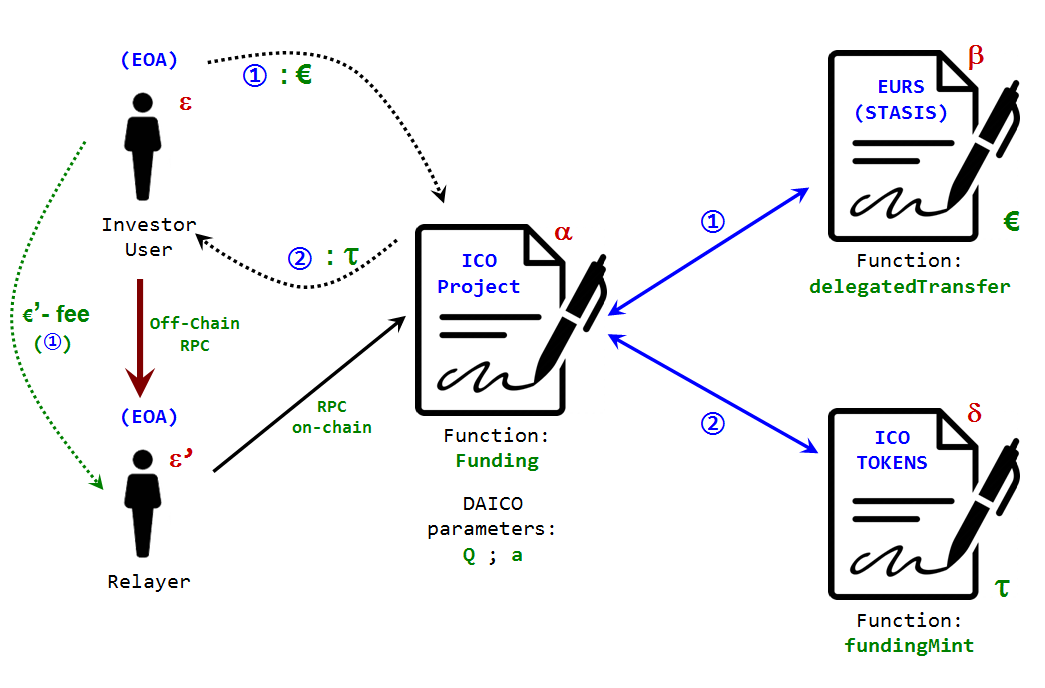 (EOA)
ε
① : €
Investor
User
② : τ
€’- fee
(①)
Off-Chain
RPC
(EOA)
ε’
Relayer
RPC
on-chain
α
ICO
Project
Function:
Funding
DAICO
parameters:
Q ; a
①
②
β
EURS
(STASIS)
€
Function:
delegatedTransfer
δ
ICO
TOKENS
τ
Function:
fundingMint